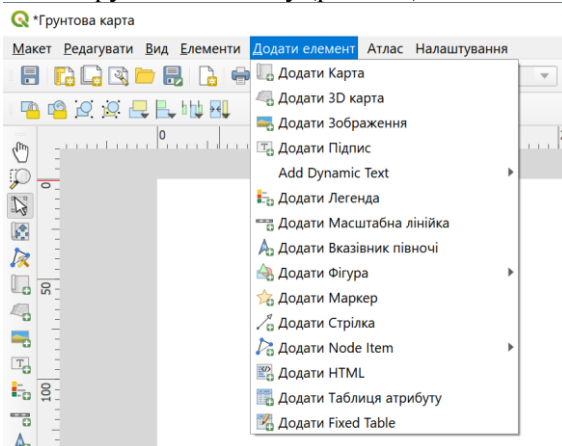 *Ґрунтова карта
Макет Редагувати Вид Елементи Додати елемент Атлас Налаштування
Додати Карта
Додати 3D карта
Додати Зображення
Додати Підпис
Add Dynamic Text
Додати Легенда
Додати Масштабна лінійка
Додати Вказівник півночі
Додати Фігура
Додати Маркер
Додати Стрілка
Додати Node Item
Додати HTML
Додати Таблиця атрибуту
Додати Fixed Table
0
0
50
100